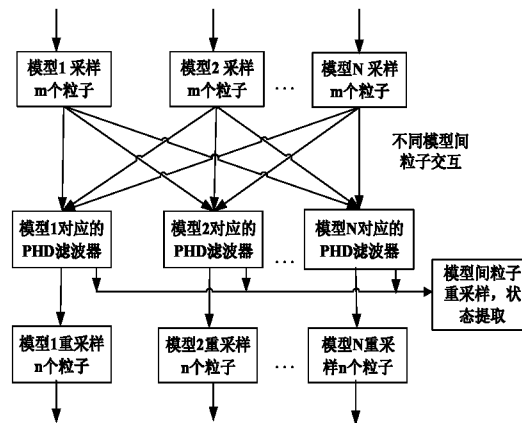 模型1 采样
m个粒子
模型2 采样
m个粒子
...
模型N 采样
m个粒子
不同模型间
粒子交互
模型1对应的
PHD滤波器
模型2对应的
PHD滤波器
...
模型N对应的
PHD滤波器
模型间粒子
重采样，状
态提取
模型1重采样
n个粒子
模型2重采样
n个粒子
...
模型N重采
样n个粒子